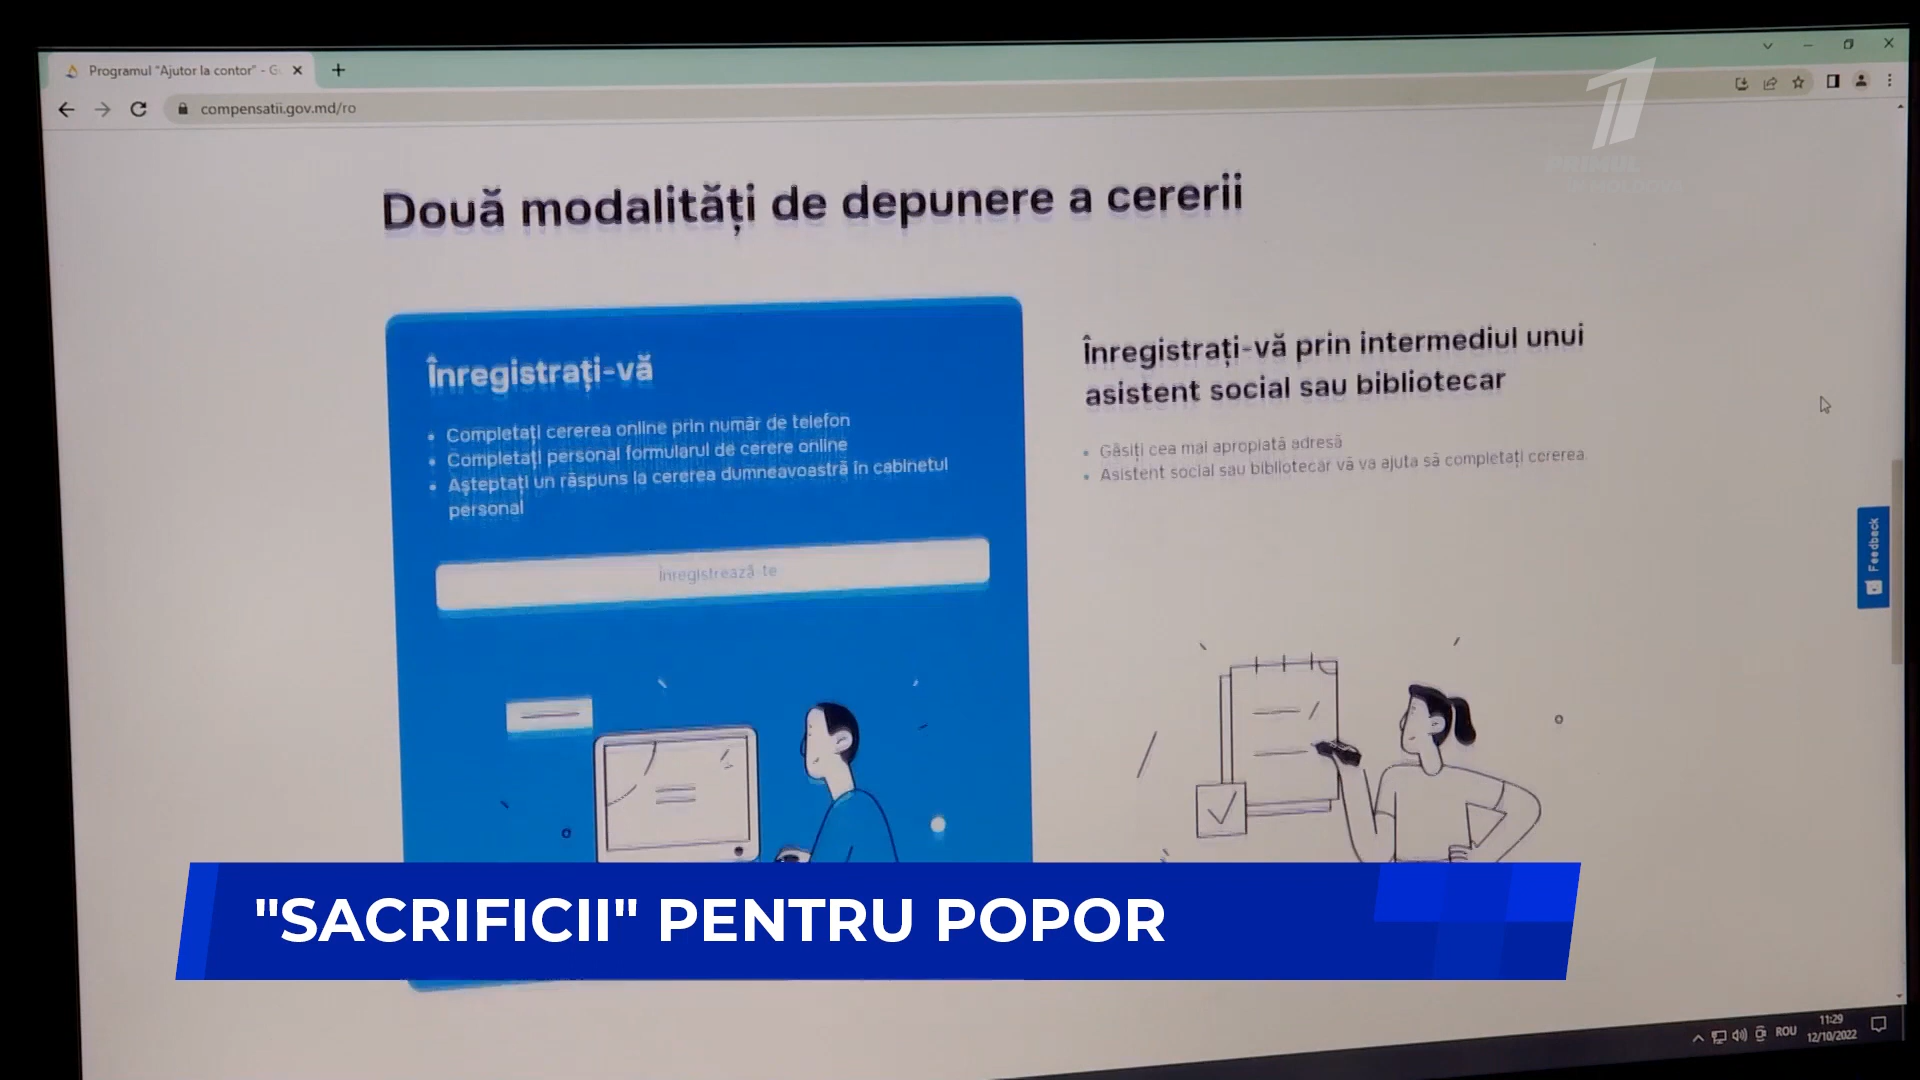 Programul "Ajutor la contor" - G
compensatii.gov.md/ro
PRIMUL
ÎN MOLDOVA
Două modalități de depunere a cererii
Înregistrați-vă
Completați cererea online prin număr de telefon
Completați personal formularul de cerere online
Așteptați un răspuns la cererea dumneavoastră în cabinetul
personal
Înregistrează-te
Înregistrați-vă prin intermediul unui
asistent social sau bibliotecar
Găsiți cea mai apropiată adresă
Asistent social sau bibliotecar vă va ajuta să completați cererea.
Feedback
"SACRIFICII" PENTRU POPOR
ROU
11:29
12/10/2022